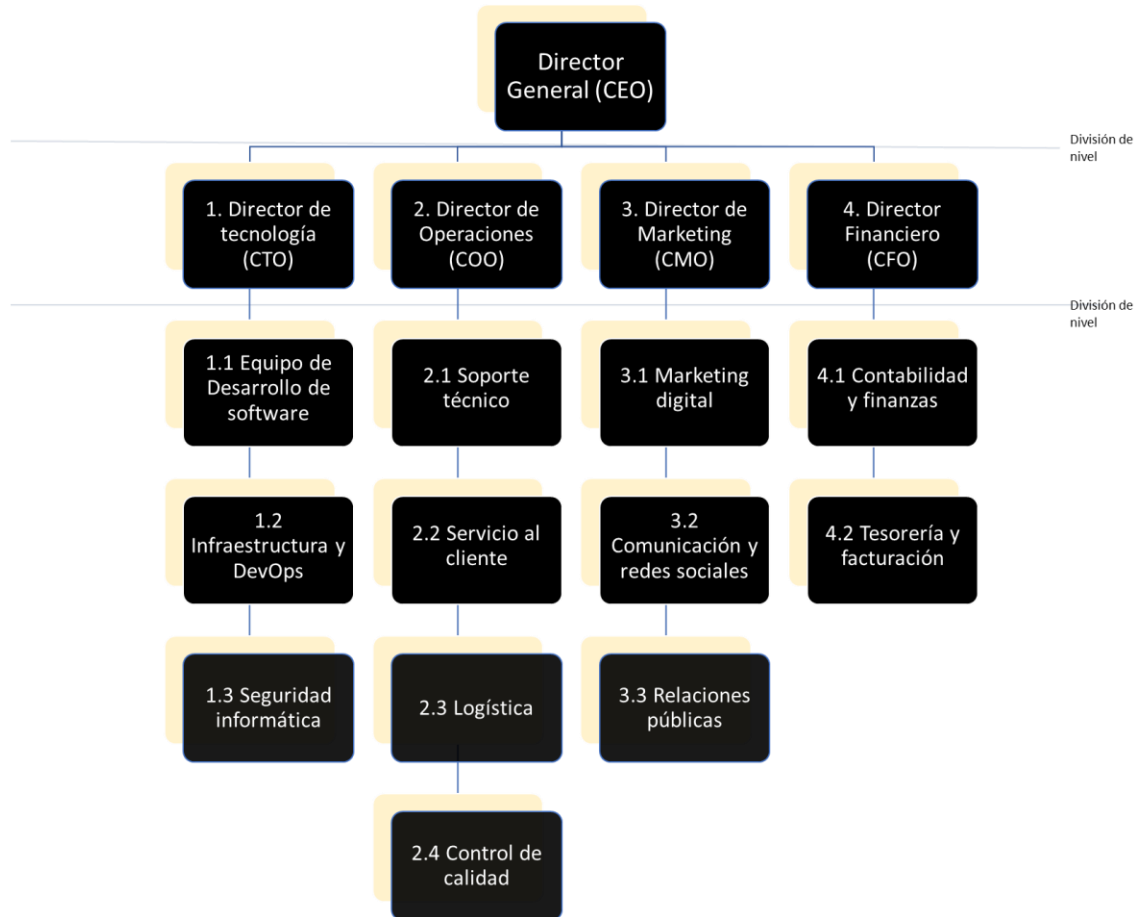 Director
General (CEO)
División de
nivel
1. Director de
tecnología
(CTO)
2. Director de
Operaciones
(COO)
3. Director de
Marketing
(CMO)
4. Director
Financiero
(CFO)
División de
nivel
1.1 Equipo de
Desarrollo de
software
2.1 Soporte
técnico
3.1 Marketing
digital
4.1 Contabilidad
y finanzas
1.2
Infraestructura y
DevOps
2.2 Servicio al
cliente
3.2
Comunicación y
redes sociales
4.2 Tesorería y
facturación
1.3 Seguridad
informática
2.3 Logística
3.3 Relaciones
públicas
2.4 Control de
calidad